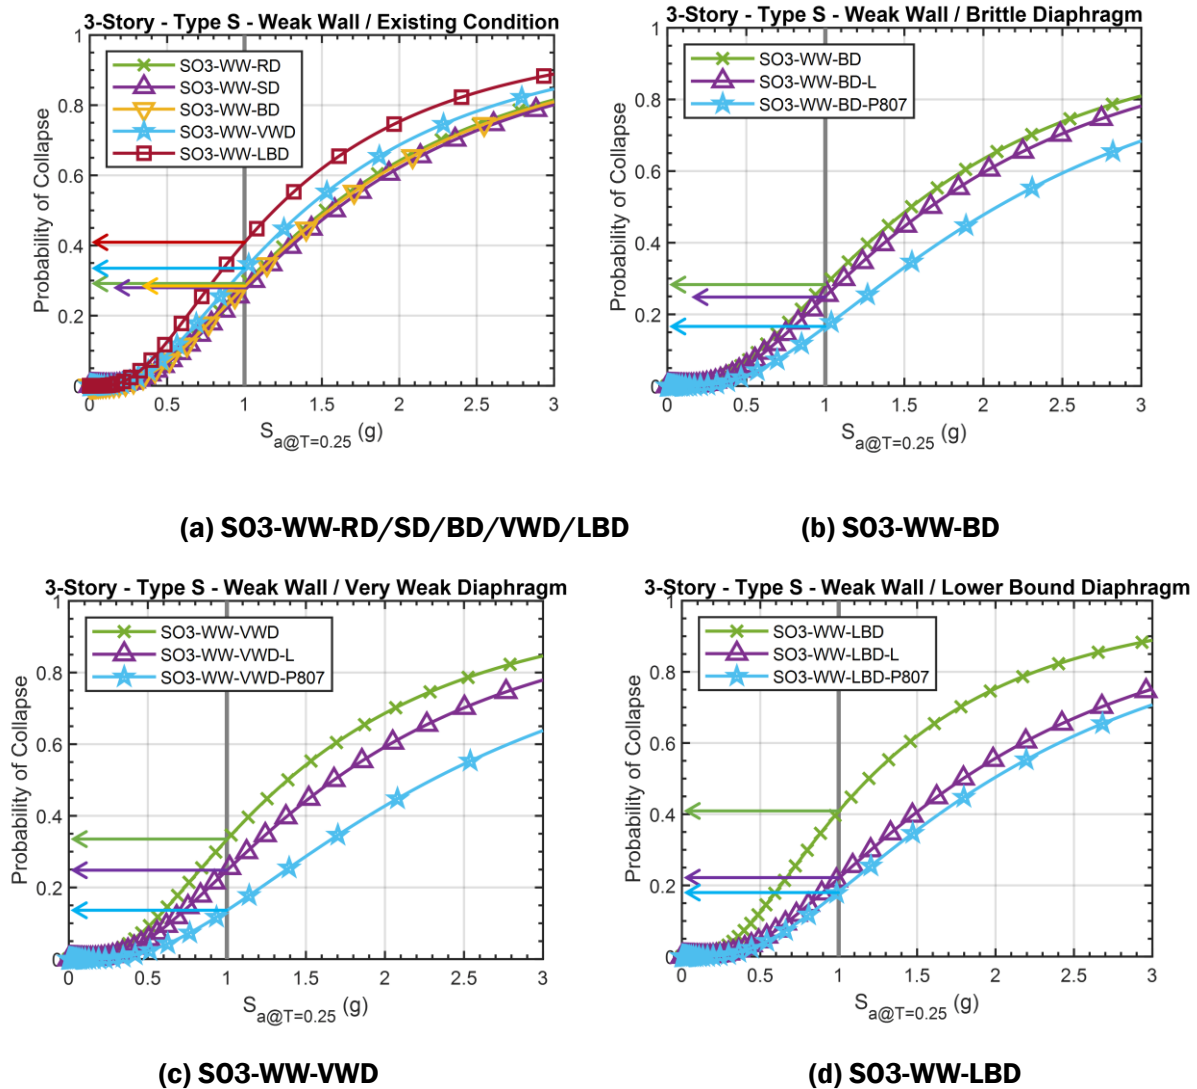 3-Story - Type S - Weak Wall / Existing Condition
1
0.8
0.6
0.4
0.2
0
Probability of Collapse
SO3-WW-RD
SO3-WW-SD
SO3-WW-BD
SO3-WW-VWD
SO3-WW-LBD
0 0.5 1 1.5 2 2.5 3
Sa@T=0.25 (g)
(a) SO3-WW-RD/SD/BD/VWD/LBD
3-Story - Type S - Weak Wall / Brittle Diaphragm
1
0.8
0.6
0.4
0.2
0
Probability of Collapse
SO3-WW-BD
SO3-WW-BD-L
SO3-WW-BD-P807
0 0.5 1 1.5 2 2.5 3
Sa@T=0.25 (g)
(b) SO3-WW-BD
3-Story - Type S - Weak Wall / Very Weak Diaphragm
1
0.8
0.6
0.4
0.2
0
Probability of Collapse
SO3-WW-VWD
SO3-WW-VWD-L
SO3-WW-VWD-P807
0 0.5 1 1.5 2 2.5 3
Sa@T=0.25 (g)
(c) SO3-WW-VWD
3-Story - Type S - Weak Wall / Lower Bound Diaphragm
1
0.8
0.6
0.4
0.2
0
Probability of Collapse
SO3-WW-LBD
SO3-WW-LBD-L
SO3-WW-LBD-P807
0 0.5 1 1.5 2 2.5 3
Sa@T=0.25 (g)
(d) SO3-WW-LBD